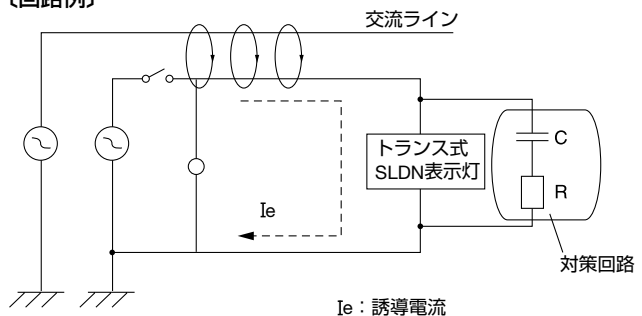 〔回路例〕
交流ライン
トランス式
SLDN表示灯
C
R
Ie
対策回路
Ie：誘導電流